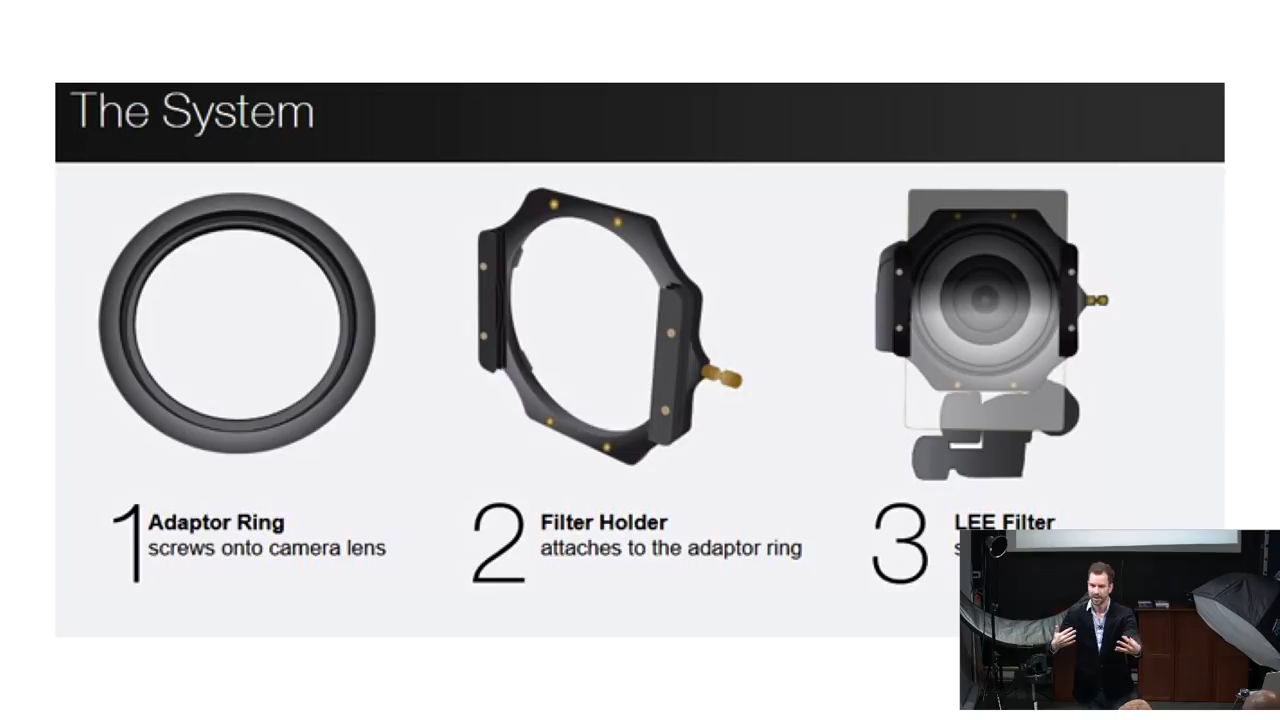 The System
1
Adaptor Ring
screws onto camera lens
2
Filter Holder
attaches to the adaptor ring
3
LEE Filter